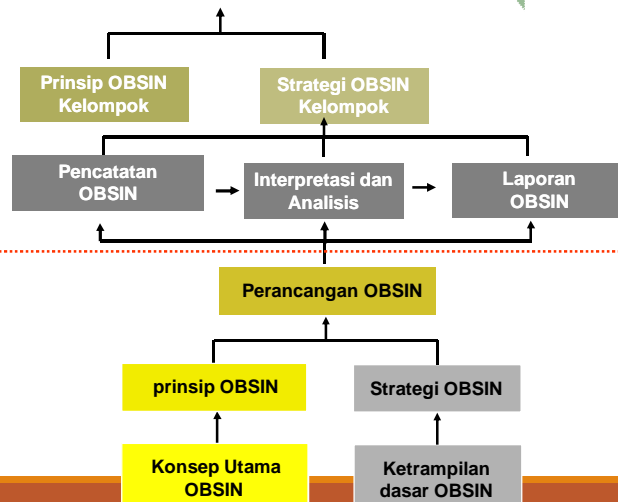 Prinsip OBSIN
Kelompok
Strategi OBSIN
Kelompok
Pencatatan
OBSIN
Interpretasi dan
Analisis
Laporan
OBSIN
Perancangan OBSIN
prinsip OBSIN
Strategi OBSIN
Konsep Utama
OBSIN
Ketrampilan
dasar OBSIN